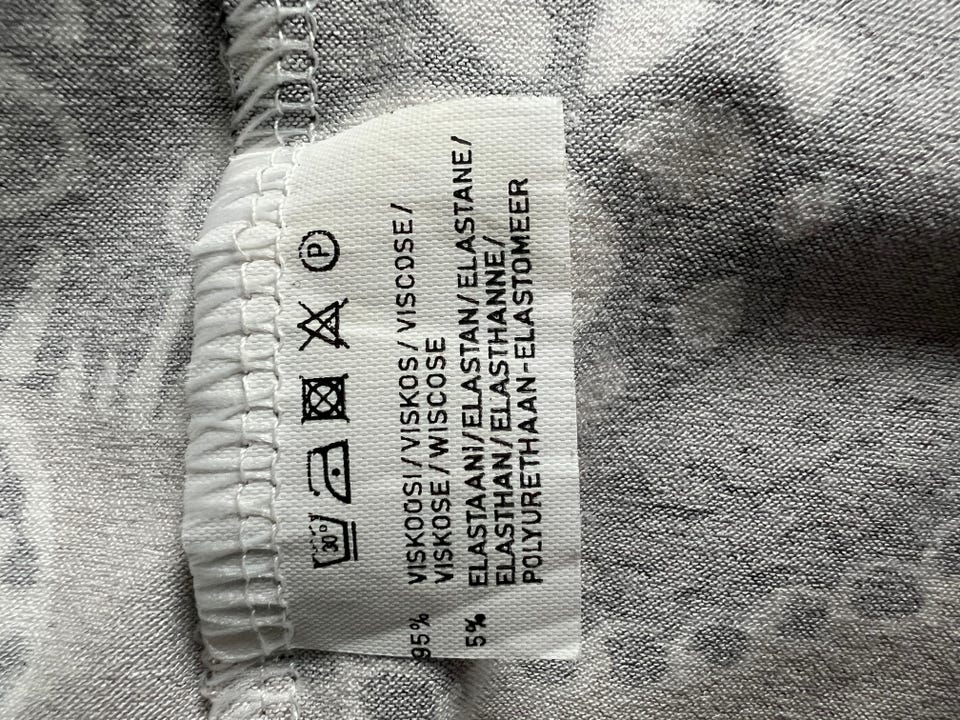 30°
P
95% VISKOOSI/VISKOS/VISCOSE/
VISKOSE/WISCOSE
5% ELASTAANI/ELASTAN/ELASTANE/
ELASTHAN/ELASTHANNE/
POLYURETHAAN-ELASTOMEER